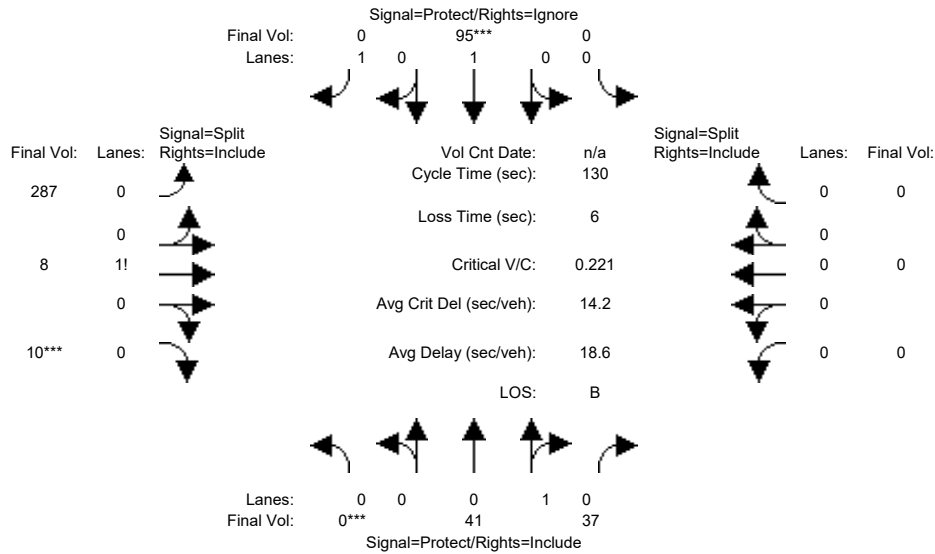 Signal=Protect/Rights=Ignore
Final Vol: 0 95*** 0
Lanes: 1 0 1 0 0
Signal=Split
Final Vol: Lanes: Rights=Include
Vol Cnt Date: n/a
Signal=Split
Rights=Include Lanes: Final Vol:
Cycle Time (sec): 130
287 0
0 0
Loss Time (sec): 6
0
0
8 1!
Critical V/C: 0.221
0 0
0
Avg Crit Del (sec/veh): 14.2
0
10*** 0
Avg Delay (sec/veh): 18.6
0 0
LOS: B
Lanes: 0 0 0 1 0
Final Vol: 0*** 41 37
Signal=Protect/Rights=Include